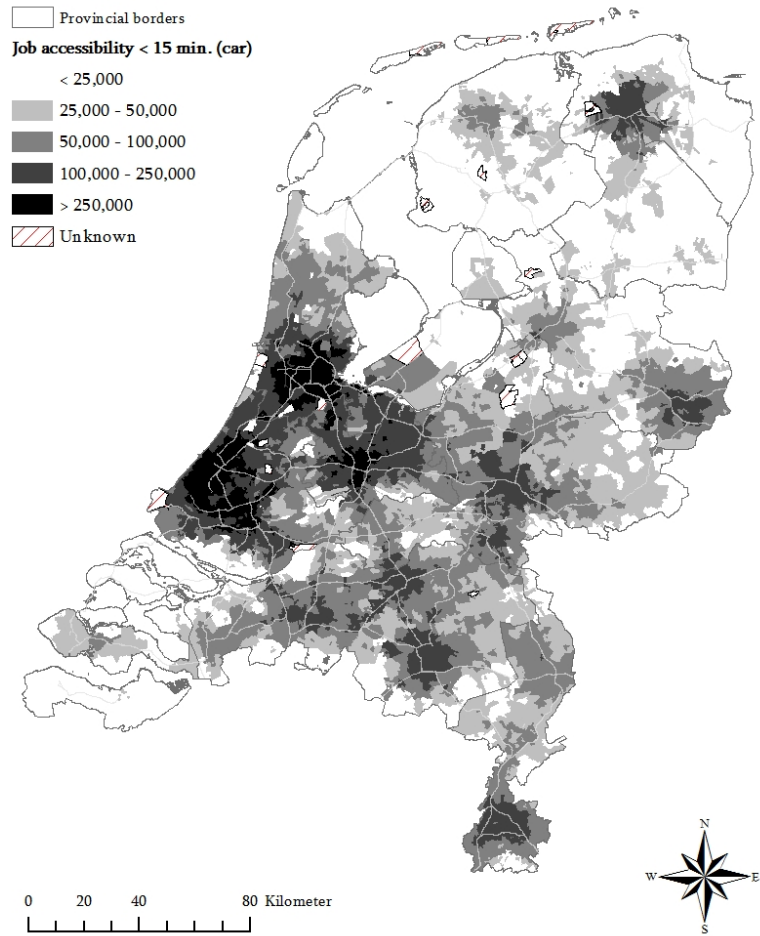 Provincial borders
Job accessibility < 15 min. (car)
< 25,000
25,000 - 50,000
50,000 - 100,000
100,000 - 250,000
> 250,000
Unknown
N
W E
S
0 20 40 80 Kilometer